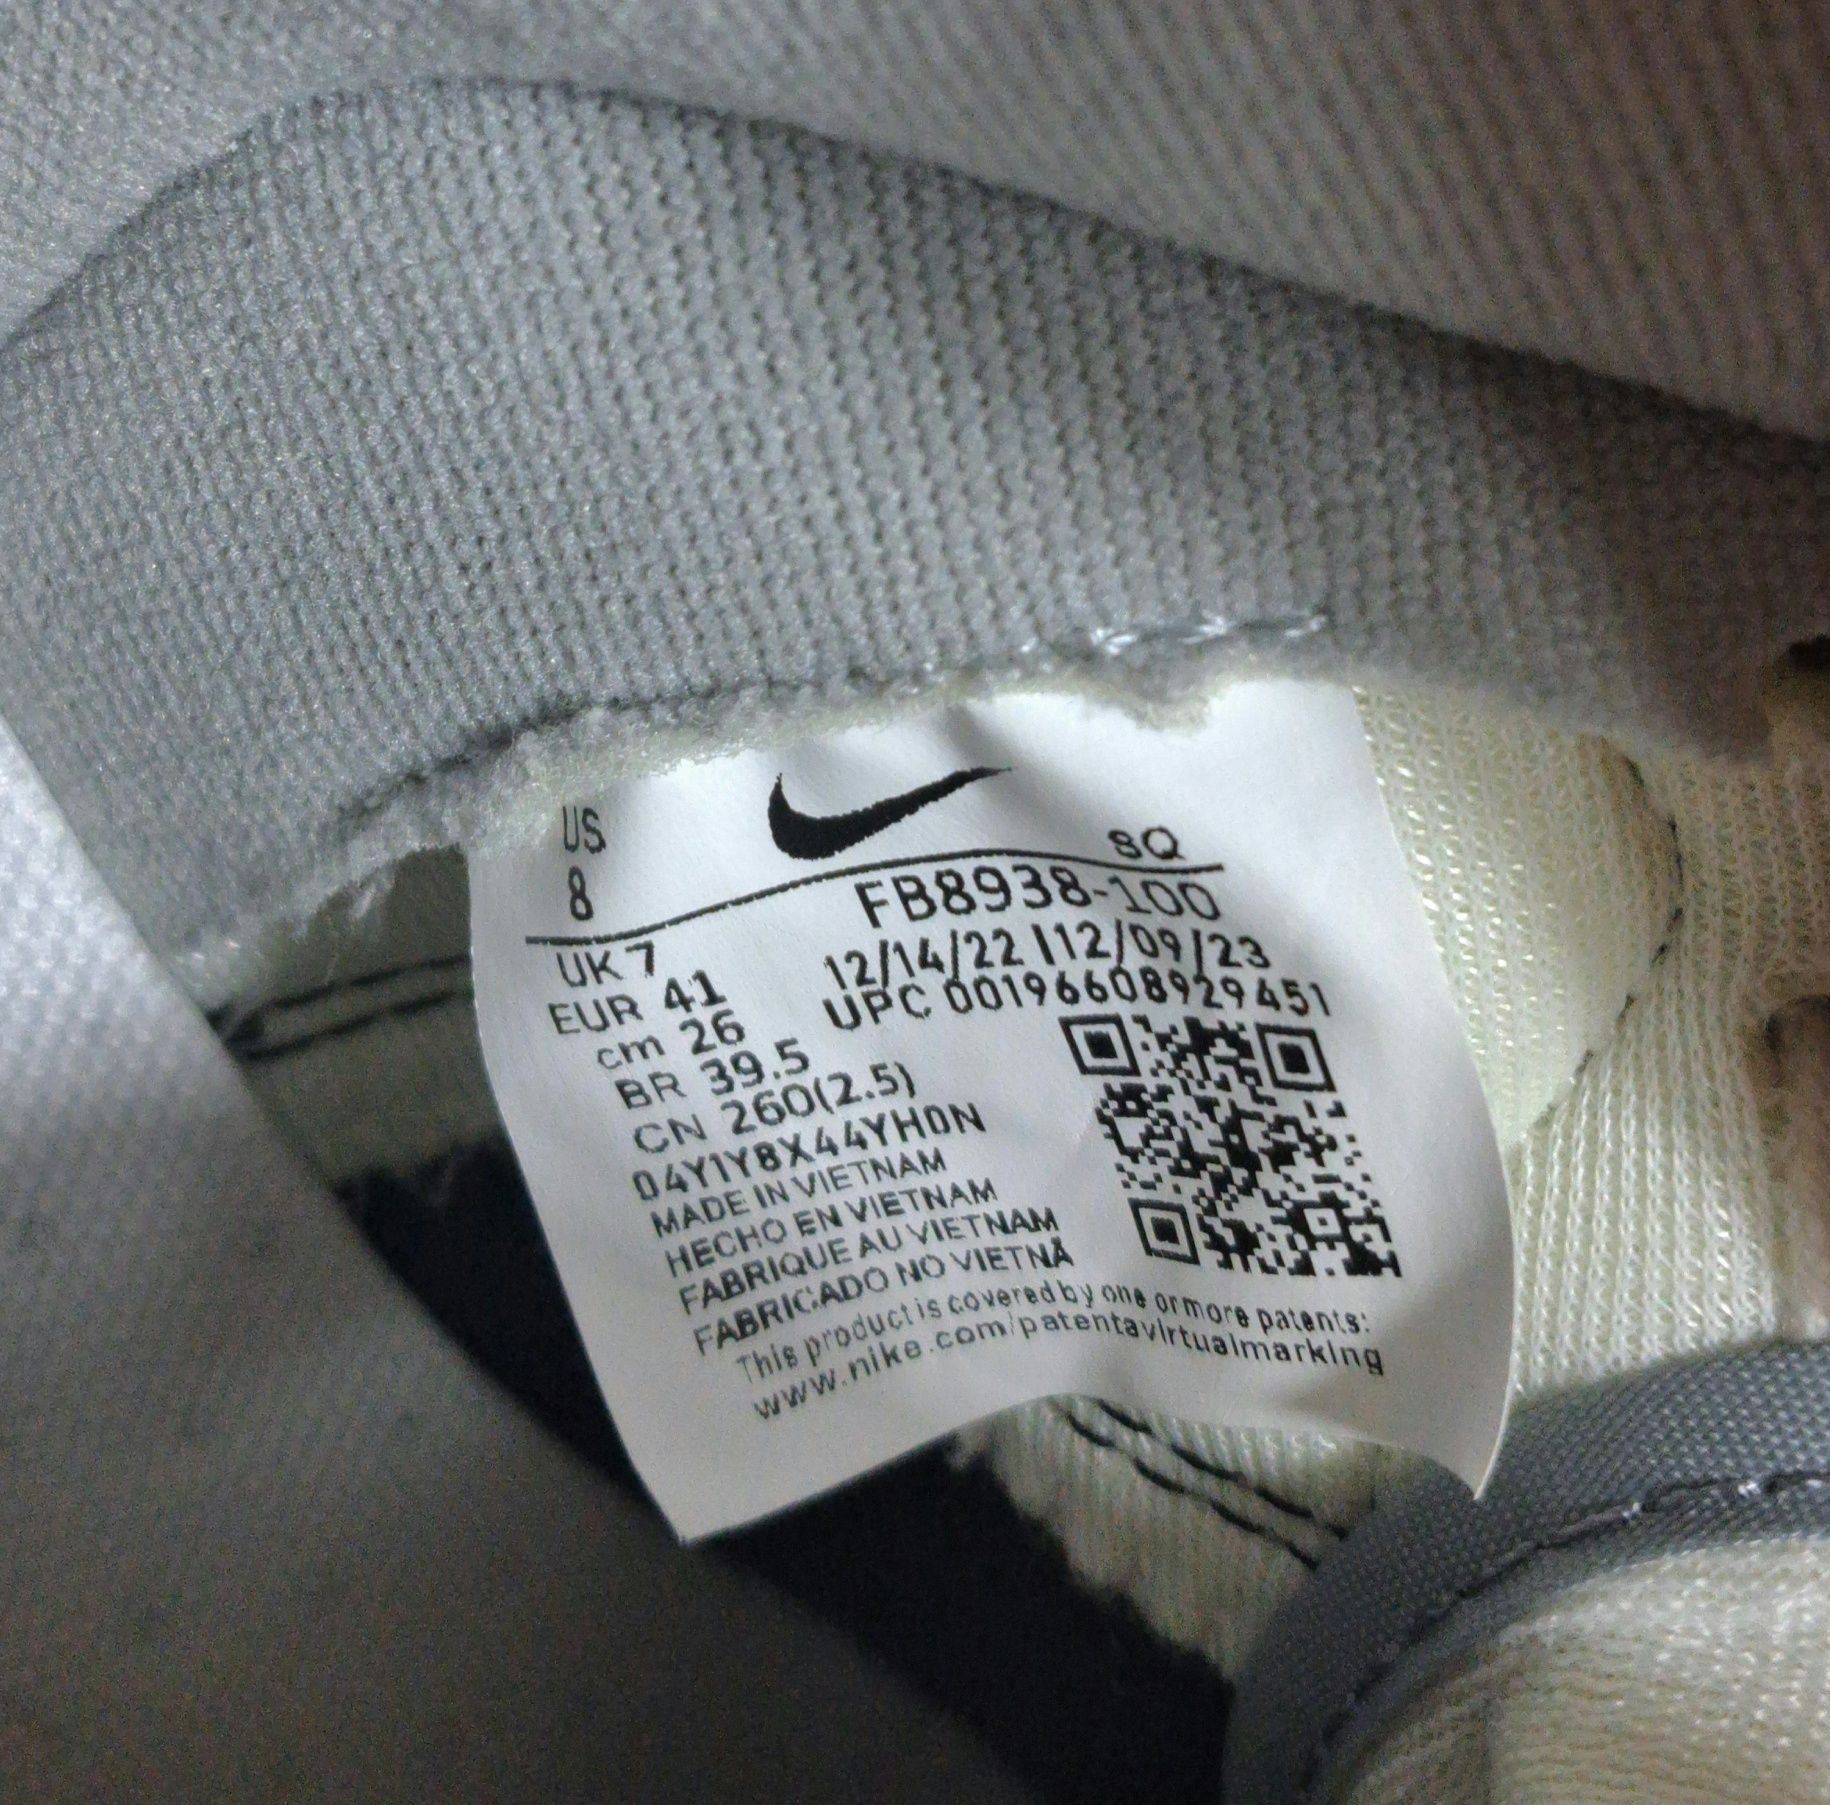 US
8
SQ
FB8938-100
UK 7
12/14/22 | 12/09/23
EUR 41
UPC 00196608929451
cm 26
BR 39.5
CN 260(2.5)
04Y1Y8X44YH0N
MADE IN VIETNAM
HECHO EN VIETNAM
FABRIQUE AU VIETNAM
FABRICADO NO VIETNÃ
This product is covered by one or more patents:
www.nike.com/patentavirtualmarking